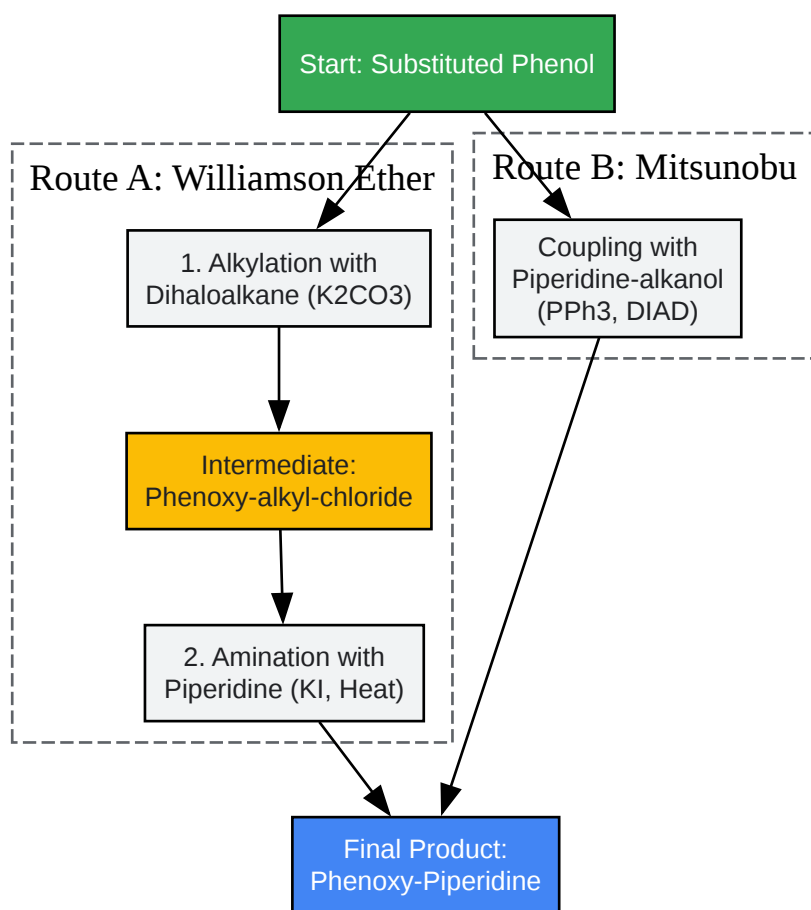 Start: Substituted Phenol
Route A: Williamson Ether
1. Alkylation with
Dihaloalkane (K2CO3)
Intermediate:
Phenoxy-alkyl-chloride
2. Amination with
Piperidine (KI, Heat)
Route B: Mitsunobu
Coupling with
Piperidine-alkanol
(PPh3, DIAD)
Final Product:
Phenoxy-Piperidine